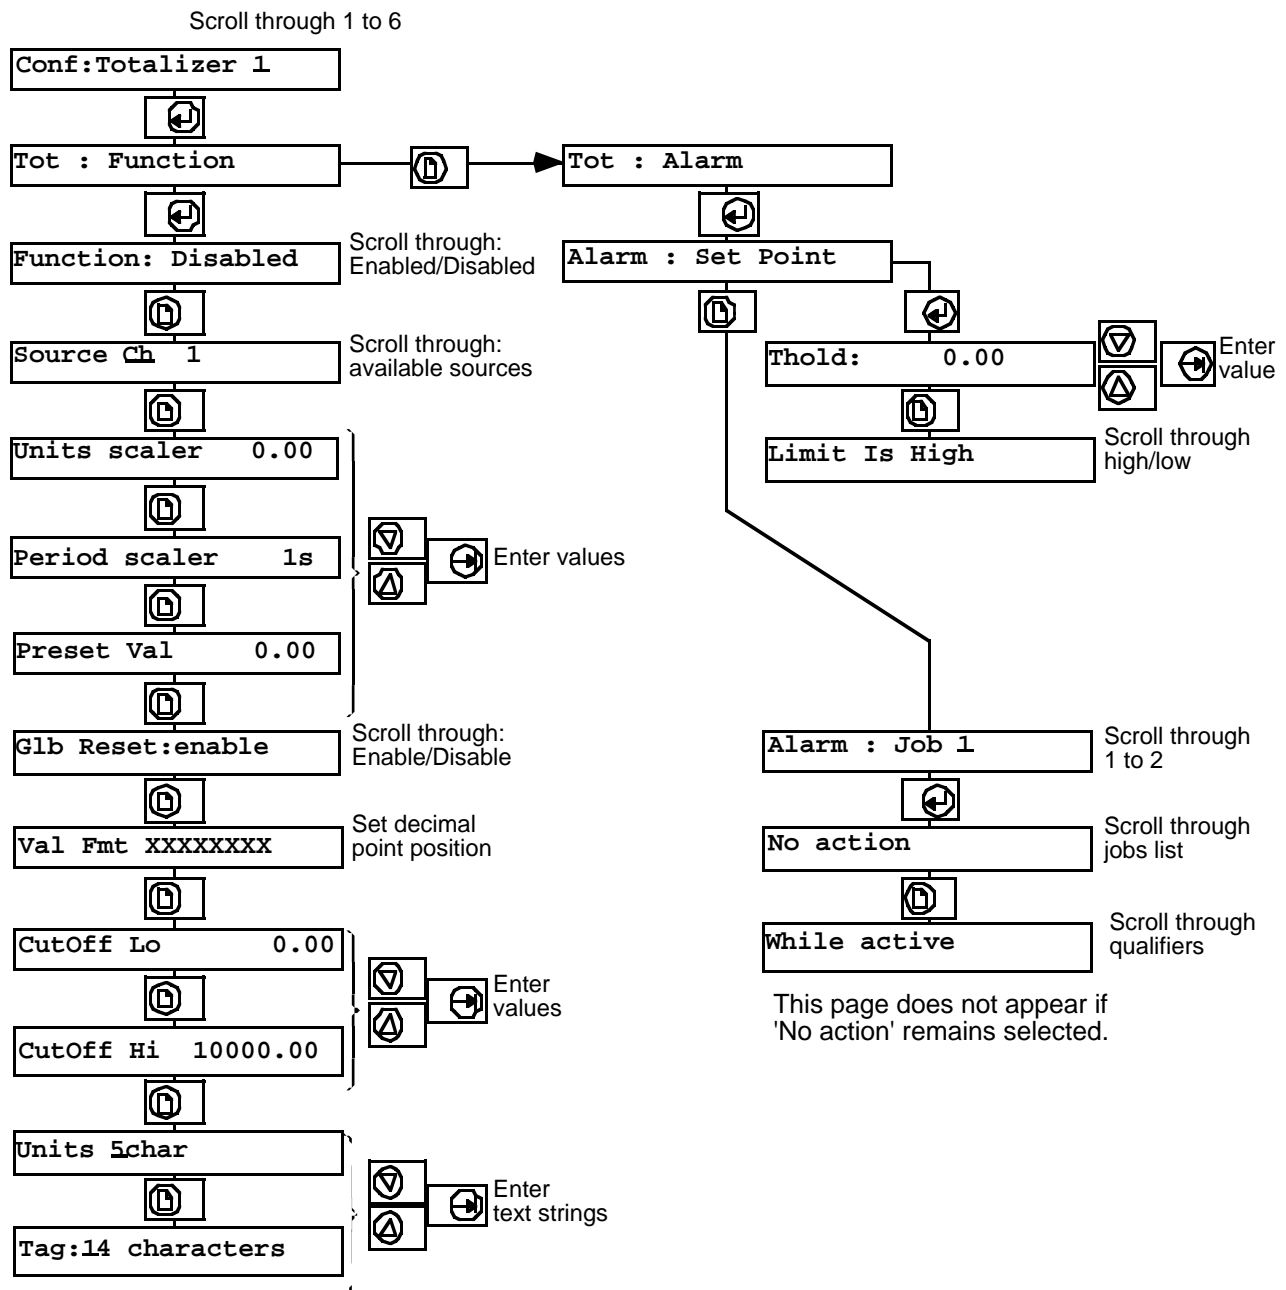 Scroll through 1 to 6
Conf:Totalizer 1
Tot : Function
Function: Disabled
Scroll through:
Enabled/Disabled
Source Ch 1
Scroll through:
available sources
Units scaler 0.00
Period scaler 1s
Preset Val 0.00
Enter values
Glb Reset:enable
Scroll through:
Enable/Disable
Val Fmt XXXXXXXX
Set decimal
point position
CutOff Lo 0.00
CutOff Hi 10000.00
Enter
values
Units 5char
Tag:14 characters
Enter
text strings
Tot : Alarm
Alarm : Set Point
Thold: 0.00
Enter
value
Limit Is High
Scroll through
high/low
Alarm : Job 1
Scroll through
1 to 2
No action
Scroll through
jobs list
While active
Scroll through
qualifiers
This page does not appear if
'No action' remains selected.